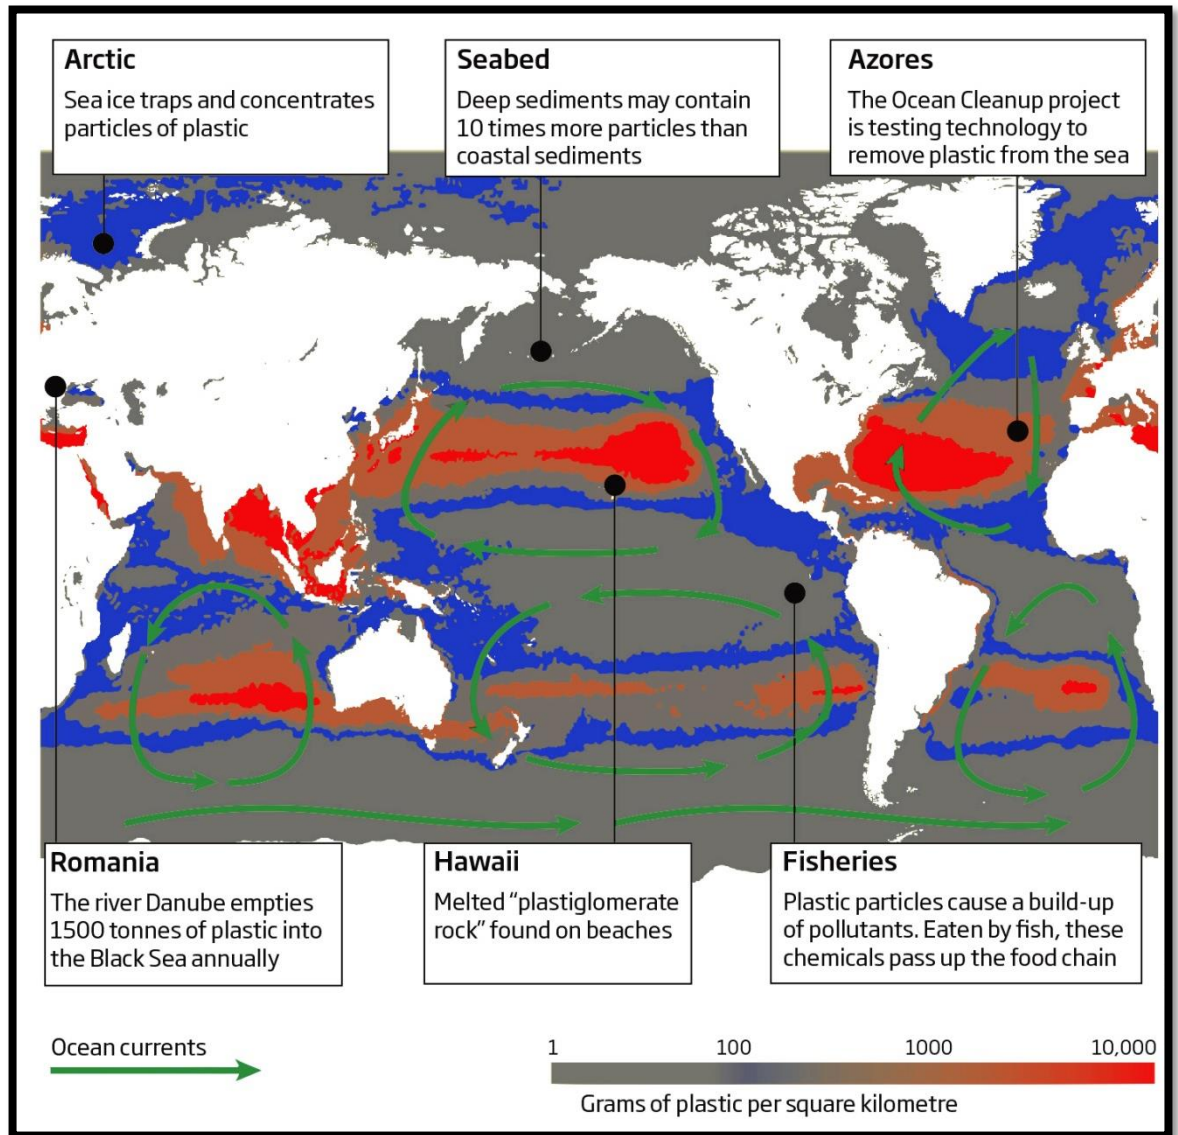 Arctic
Sea ice traps and concentrates
particles of plastic
Seabed
Deep sediments may contain
10 times more particles than
coastal sediments
Azores
The Ocean Cleanup project
is testing technology to
remove plastic from the sea
Romania
The river Danube empties
1500 tonnes of plastic into
the Black Sea annually
Hawaii
Melted “plastiglomerate
rock” found on beaches
Fisheries
Plastic particles cause a build-up
of pollutants. Eaten by fish, these
chemicals pass up the food chain
Ocean currents
1 100 1000 10,000
Grams of plastic per square kilometre